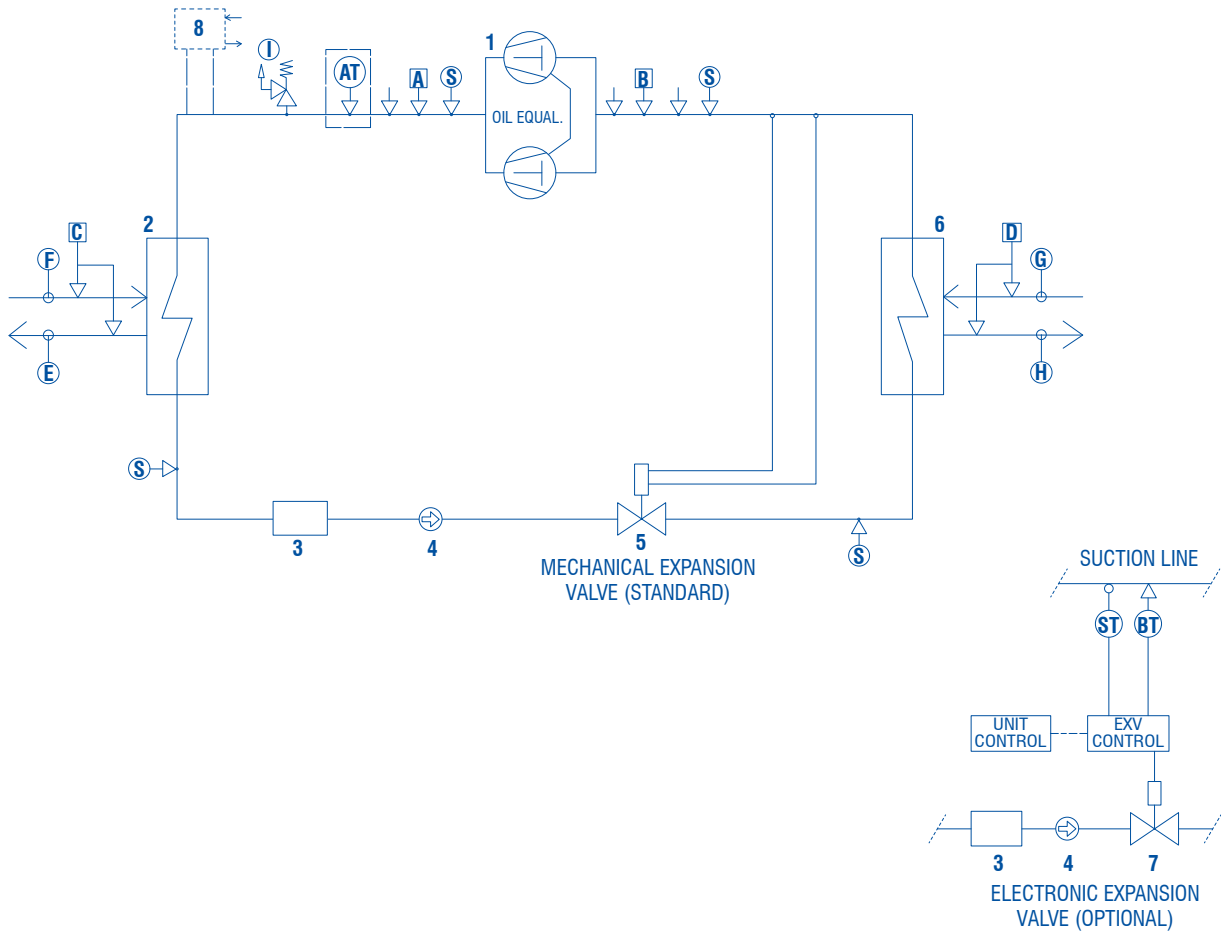 8
I
AT
A
S
1
OIL EQUAL.
B
S
C
2
F
E
6
D
G
H
S
3
4
5
MECHANICAL EXPANSION
VALVE (STANDARD)
S
SUCTION LINE
ST
BT
UNIT
CONTROL
EXV
CONTROL
3
4
7
ELECTRONIC EXPANSION
VALVE (OPTIONAL)